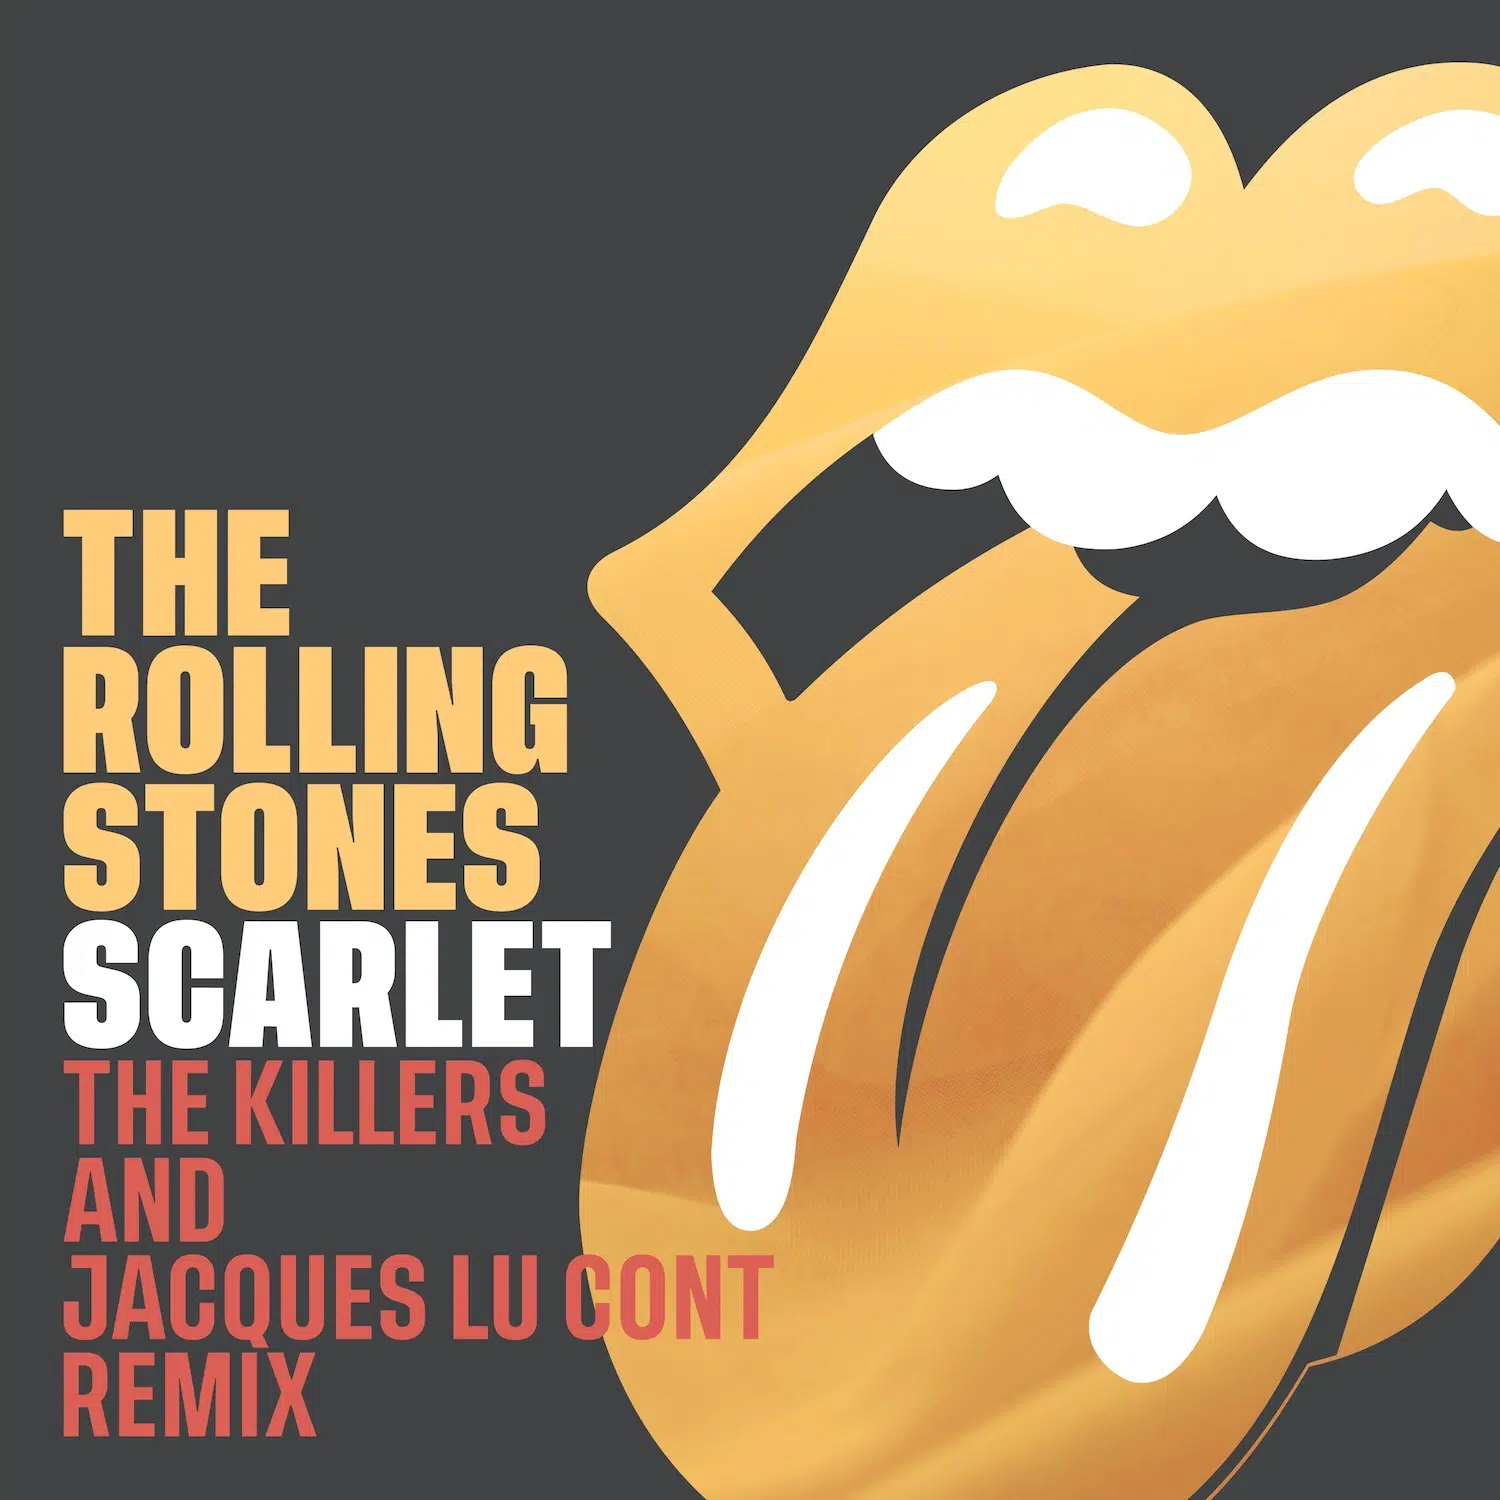 THE
ROLLING
STONES
SCARLET
THE KILLERS
AND
JACQUES LU CONT
REMIX